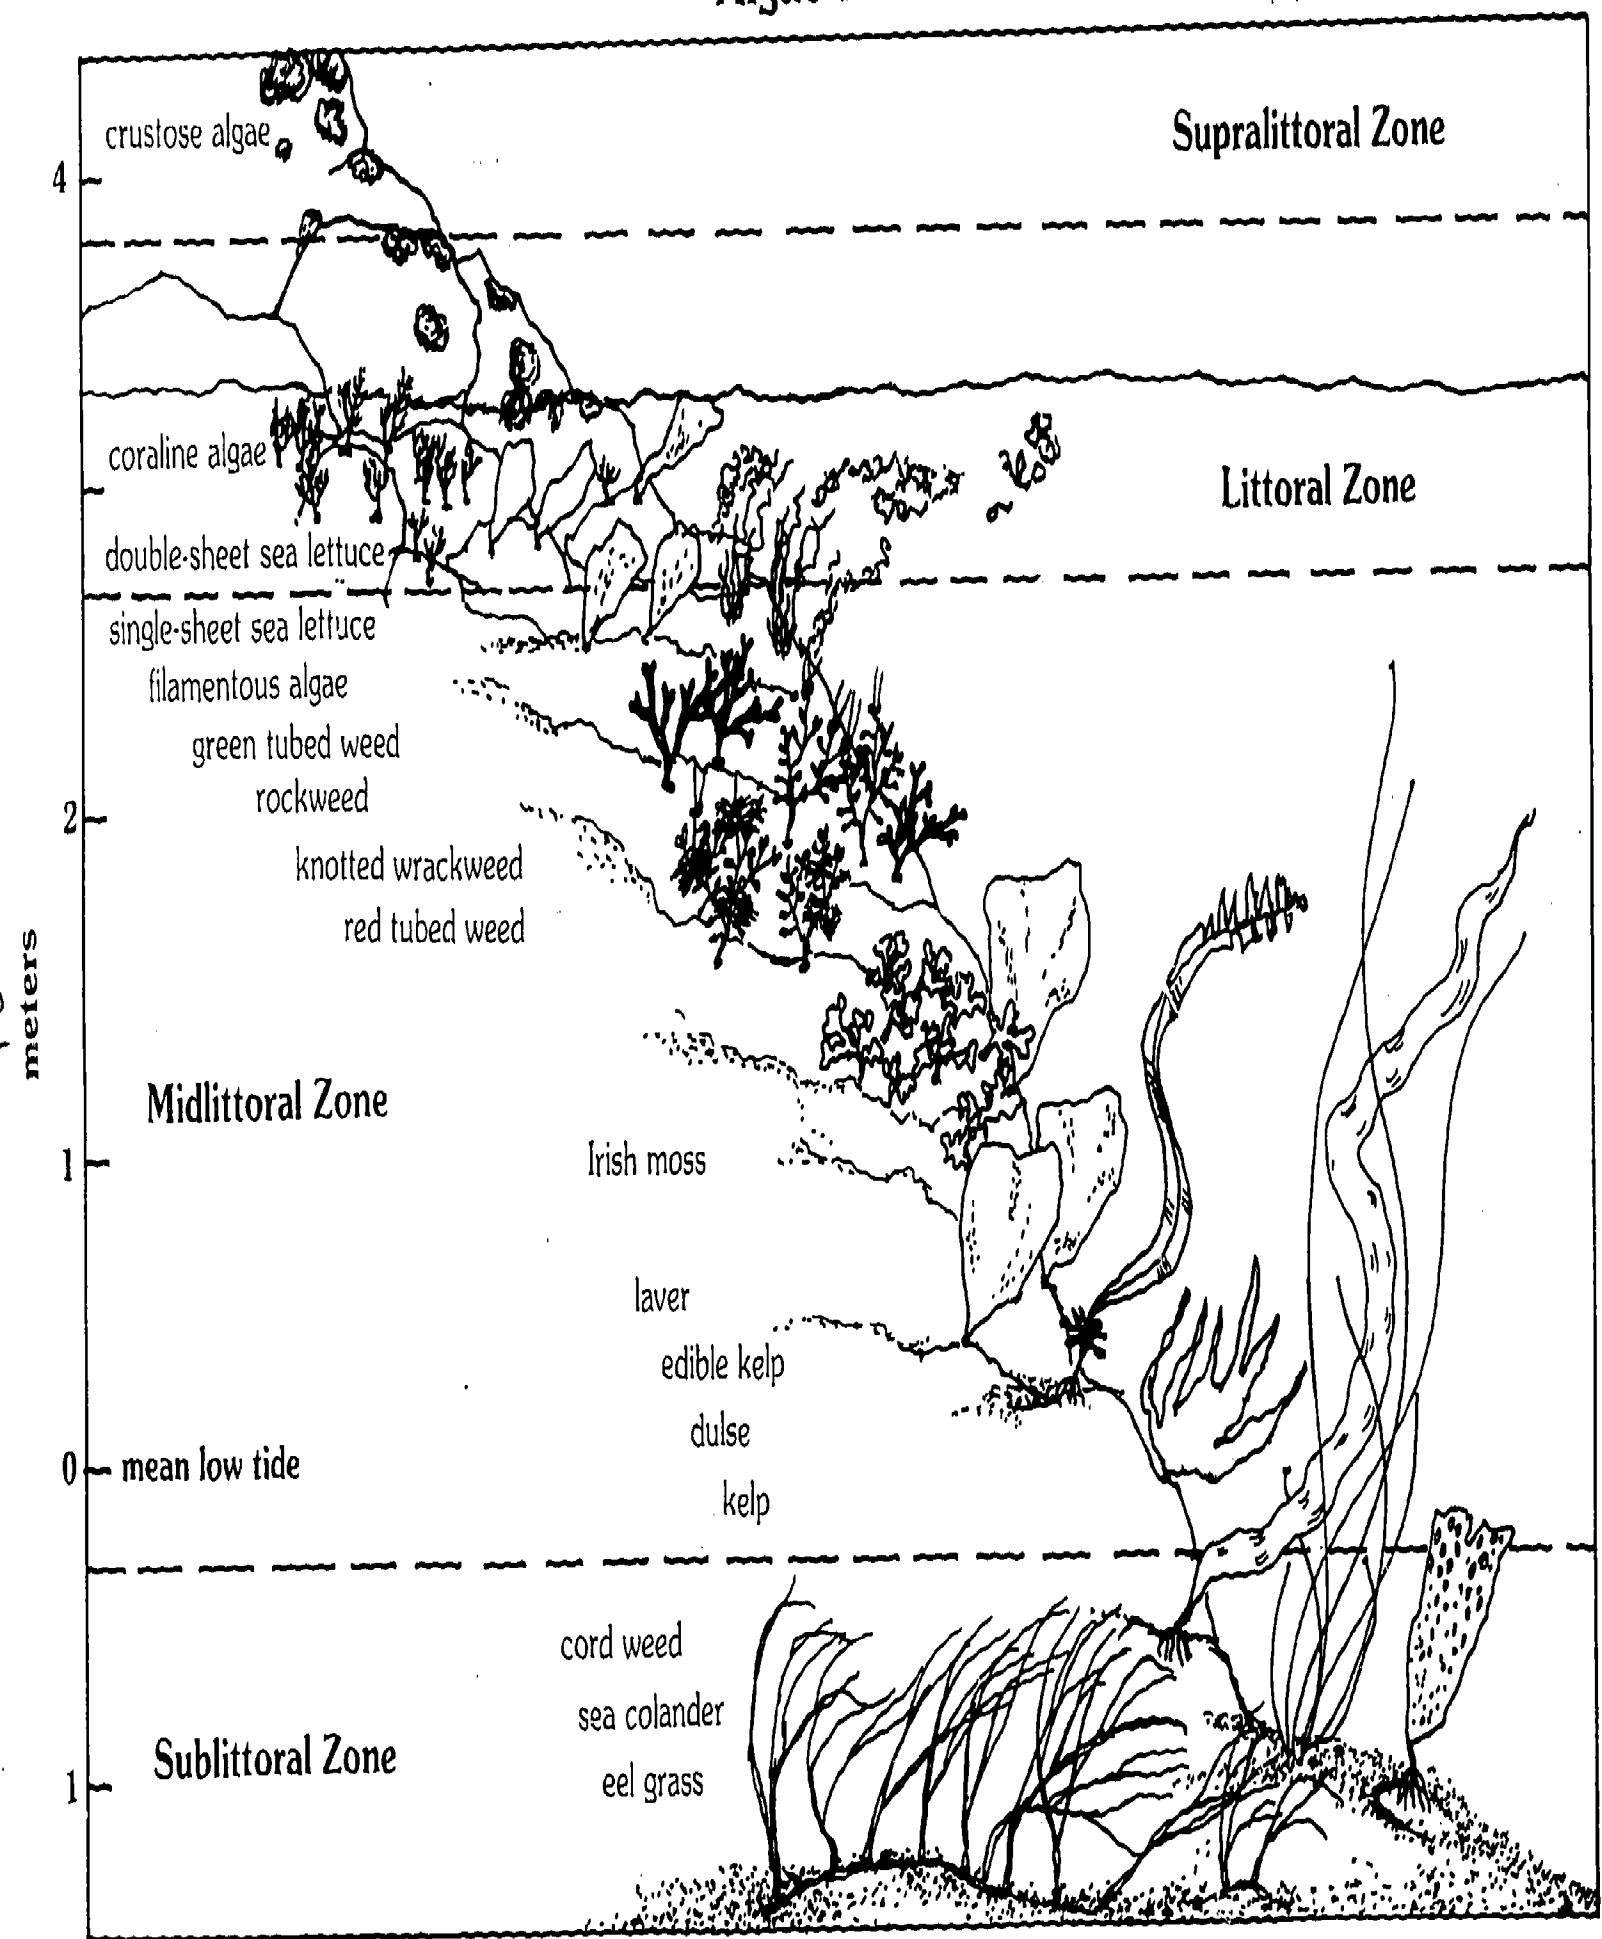 crustose algae
Supralittoral Zone
4
coraline algae
Littoral Zone
double-sheet sea lettuce
single-sheet sea lettuce
filamentous algae
green tubed weed
2
rockweed
knotted wrackweed
red tubed weed
meters
Midlittoral Zone
1
Irish moss
laver
edible kelp
dulse
0
mean low tide
kelp
cord weed
sea colander
Sublittoral Zone
1
eel grass